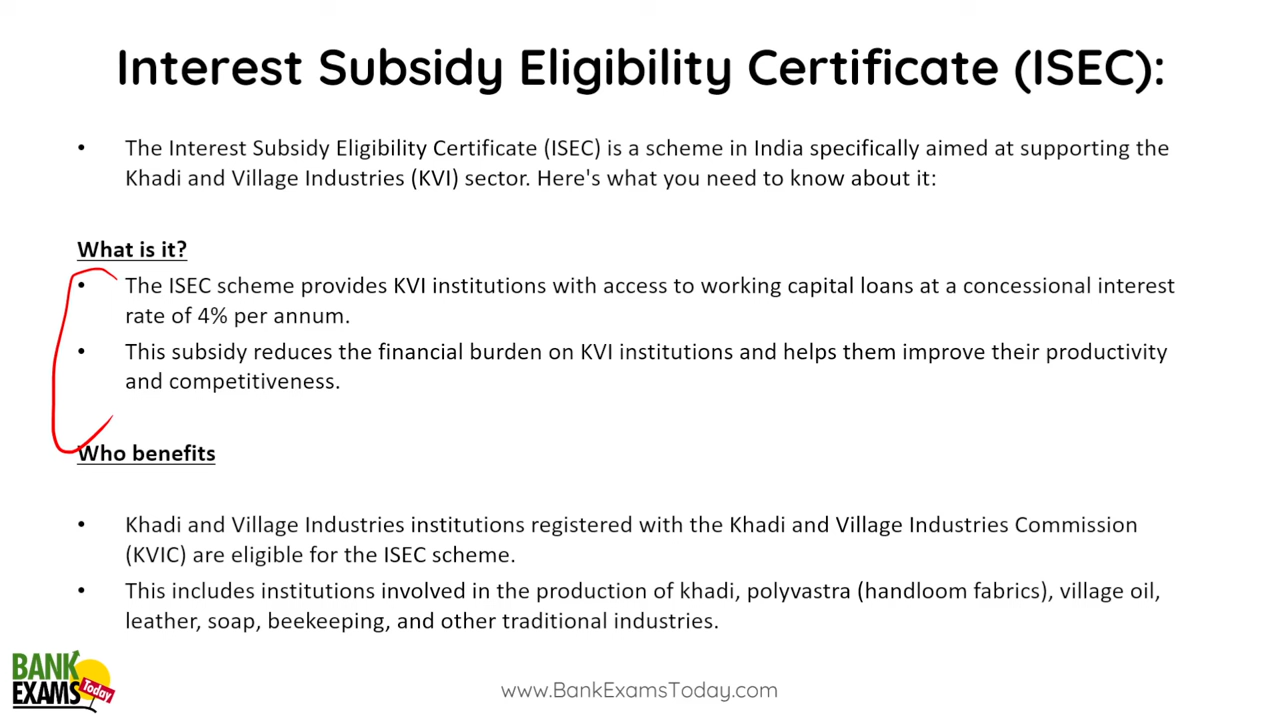 Interest Subsidy Eligibility Certificate (ISEC):
• The Interest Subsidy Eligibility Certificate (ISEC) is a scheme in India specifically aimed at supporting the
Khadi and Village Industries (KVI) sector. Here's what you need to know about it:
What is it?
• The ISEC scheme provides KVI institutions with access to working capital loans at a concessional interest
rate of 4% per annum.
• This subsidy reduces the financial burden on KVI institutions and helps them improve their productivity
and competitiveness.
Who benefits
• Khadi and Village Industries institutions registered with the Khadi and Village Industries Commission
(KVIC) are eligible for the ISEC scheme.
• This includes institutions involved in the production of khadi, polyvastra (handloom fabrics), village oil,
leather, soap, beekeeping, and other traditional industries.
BANK
EXAMS
Today
www.BankExamsToday.com